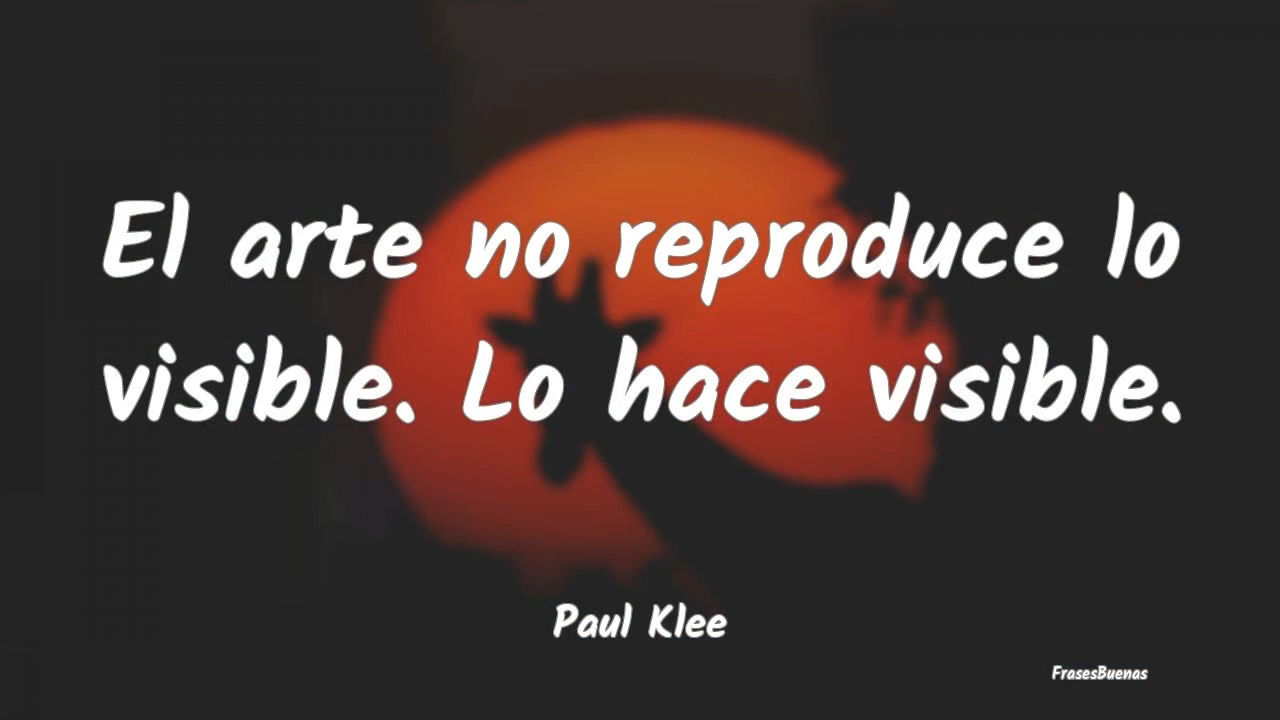 El arte no reproduce lo
visible. Lo hace visible.
Paul Klee
FrasesBuenas